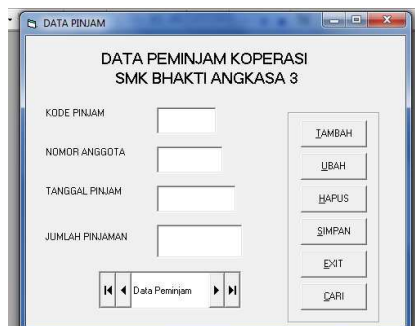 DATA PINJAM
DATA PEMINJAM KOPERASI
SMK BHAKTI ANGKASA 3
KODE PINJAM
NOMOR ANGGOTA
TANGGAL PINJAM
JUMLAH PINJAMAN
Data Peminjam
TAMBAH
UBAH
HAPUS
SIMPAN
EXIT
CARI